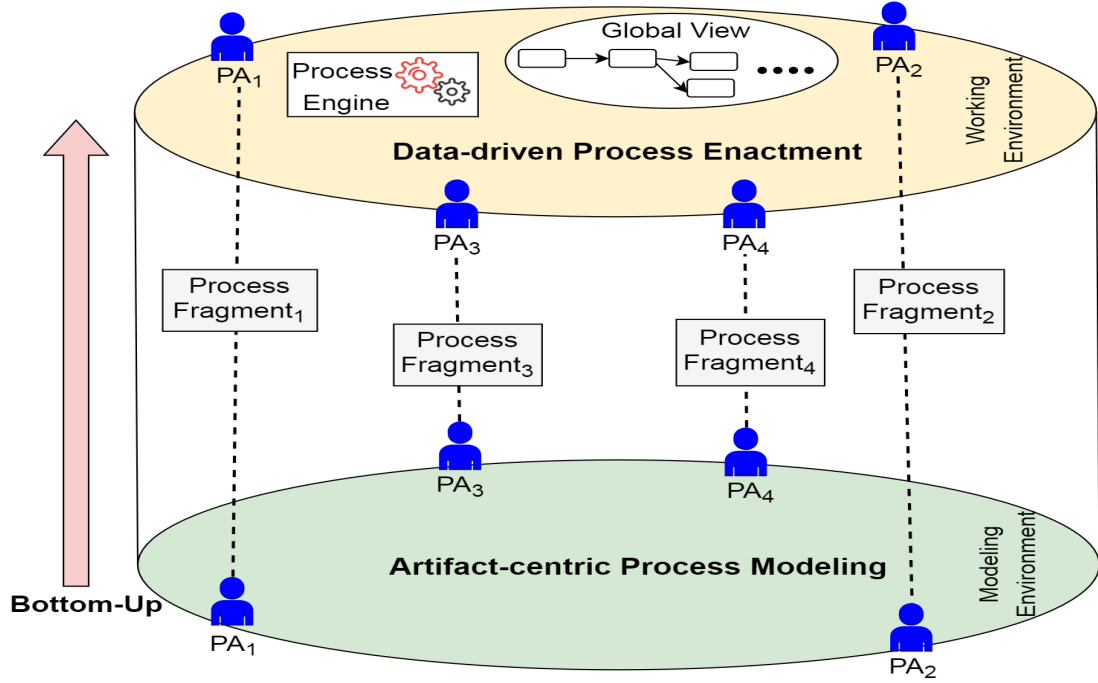 Global View
PA₁
Process
Engine
PA₂
Working
Environment
Data-driven Process Enactment
PA₃
PA₄
Process
Fragment₁
Process
Fragment₂
Process
Fragment₃
Process
Fragment₄
PA₃
PA₄
Modeling
Environment
Artifact-centric Process Modeling
Bottom-Up
PA₁
PA₂